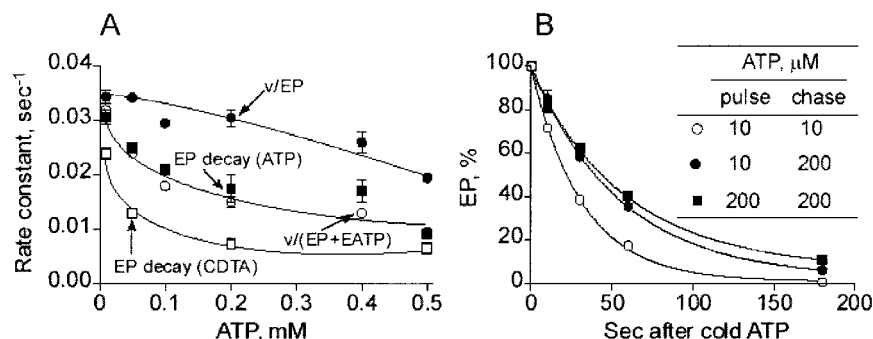 A
Rate constant, sec-1
0.04
0.03
0.02
0.01
0.00
v/EP
EP decay (ATP)
v/(EP+EATP)
EP decay (CDTA)
0 0.1 0.2 0.3 0.4 0.5
ATP, mM
B
EP, %
100
80
60
40
20
0
ATP, μM
pulse chase
10 10
10 200
200 200
0 50 100 150 200
Sec after cold ATP